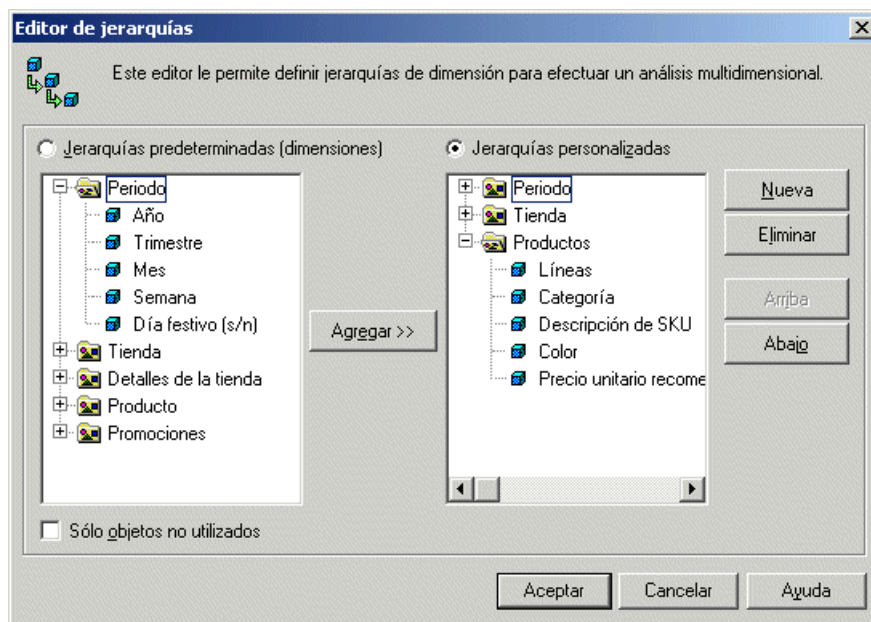 Editor de jerarquías
Este editor le permite definir jerarquías de dimensión para efectuar un análisis multidimensional.
Jerarquías predeterminadas (dimensiones)
Periodo
Año
Trimestre
Mes
Semana
Día festivo (s/n)
Tienda
Detalles de la tienda
Producto
Promociones
Sólo objetos no utilizados
Agregar >>
Jerarquías personalizadas
Periodo
Tienda
Productos
Líneas
Categoría
Descripción de SKU
Color
Precio unitario recome
Nueva
Eliminar
Arriba
Abajo
Aceptar
Cancelar
Ayuda